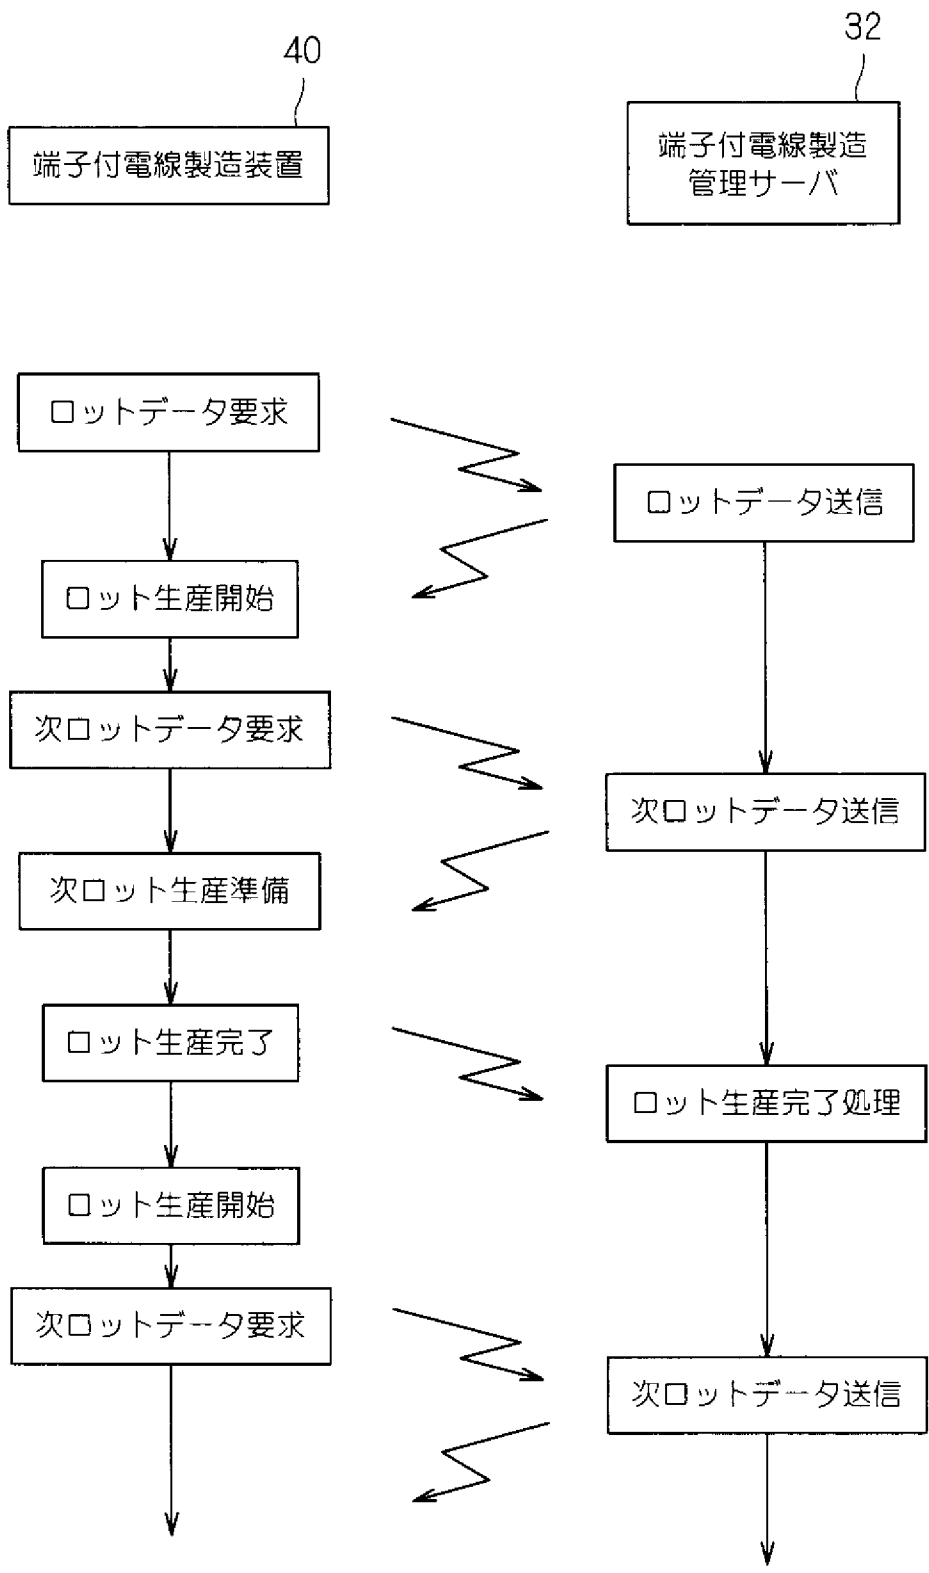 40
32
端子付電線製造装置
端子付電線製造
管理サーバ
ロットデータ要求
ロットデータ送信
ロット生産開始
次ロットデータ要求
次ロットデータ送信
次ロット生産準備
ロット生産完了
ロット生産完了処理
ロット生産開始
次ロットデータ要求
次ロットデータ送信